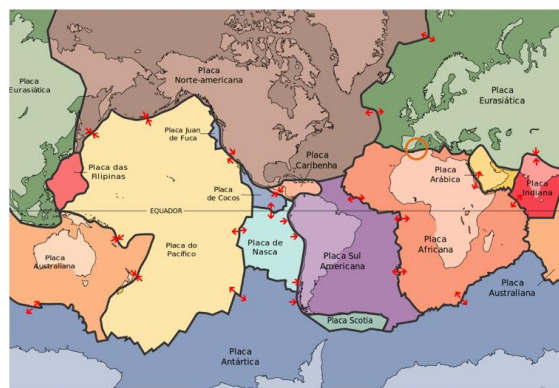 Placa
Norte-americana
Placa
Eurasiática
Placa
Eurasiática
Placa Juan
de Fuca
Placa das
Filipinas
Placa
Caribenha
Placa
Arábica
Placa
Indiana
Placa
de Cocos
EQUADOR
Placa
Australiana
Placa do
Pacífico
Placa de
Nasca
Placa Sul
Americana
Placa
Africana
Placa
Australiana
Placa Scotia
Placa
Antártica